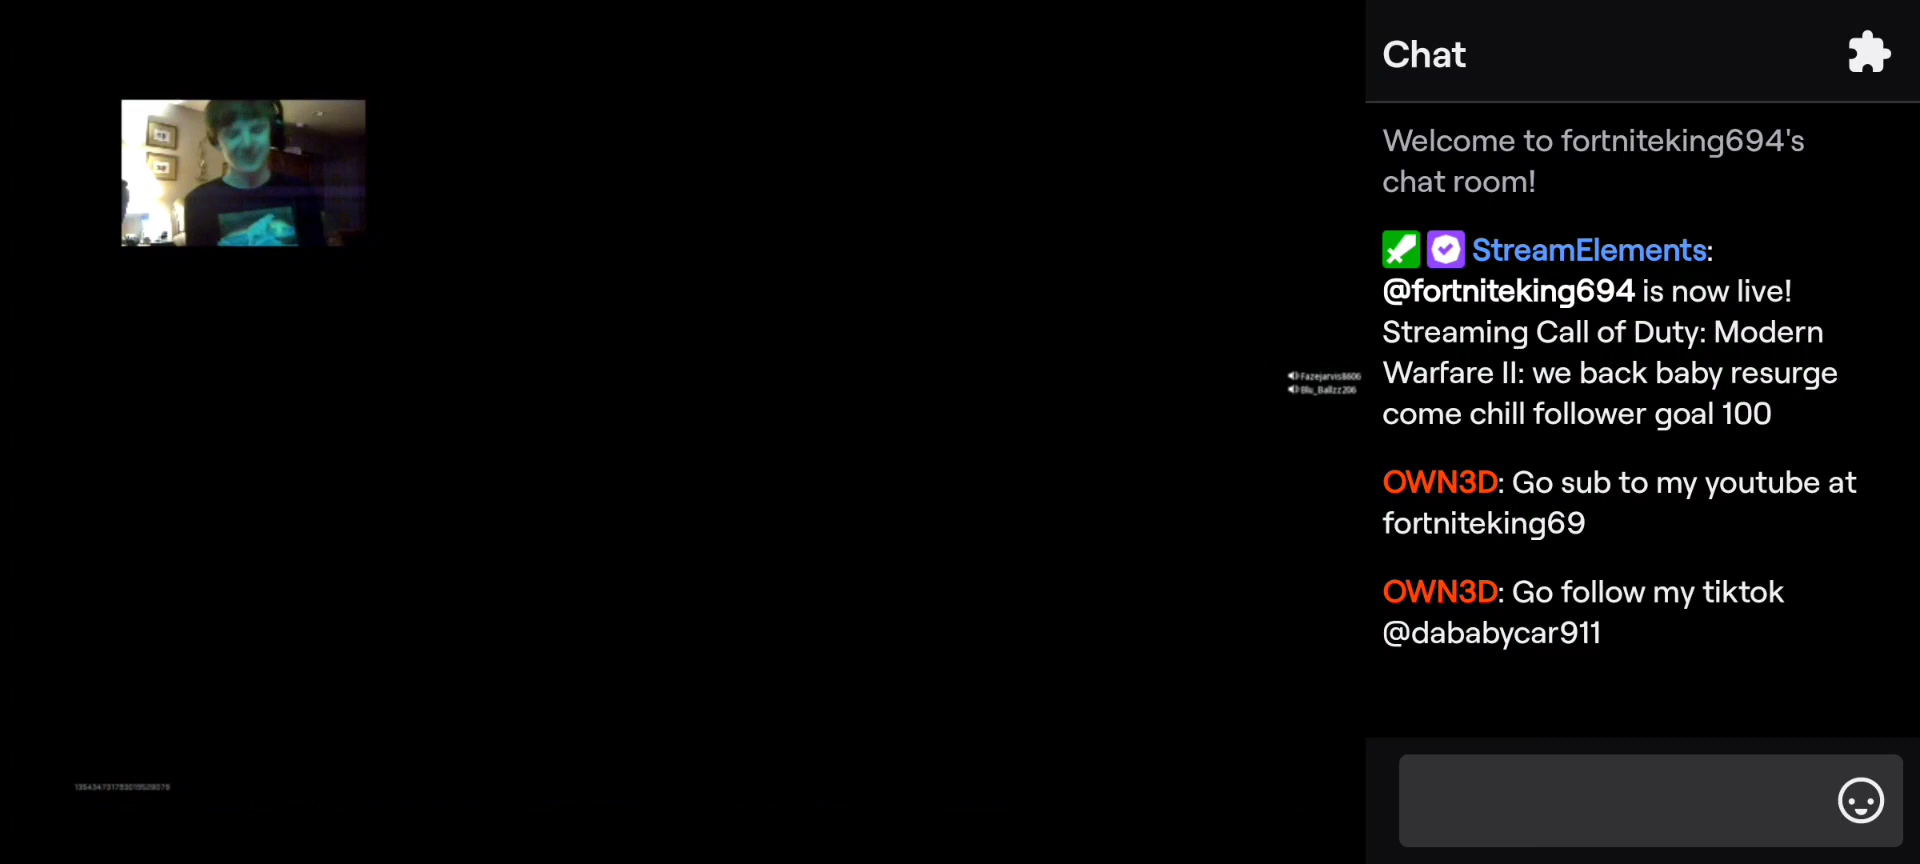 Chat
Welcome to fortniteking694's
chat room!
StreamElements:
@fortniteking694 is now live!
Streaming Call of Duty: Modern
Warfare II: we back baby resurge
come chill follower goal 100
OWN3D: Go sub to my youtube at
fortniteking69
OWN3D: Go follow my tiktok
@dababycar911
Fazejarvis8606
Blu_Ballzz206